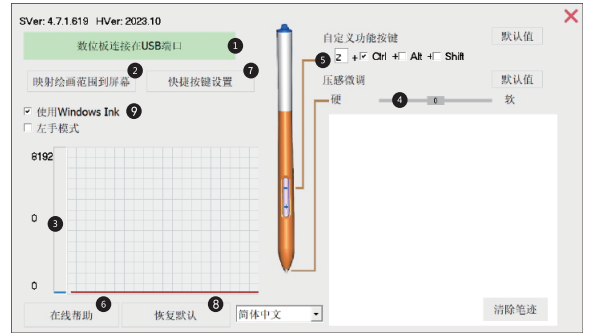 SVer: 4.7.1.619 HVer: 2023.10
数位板连接在USB端口 1
映射绘画范围到屏幕 2
快捷按键设置 7
使用Windows Ink 9
左手模式
8192
0
3
0
在线帮助 6
恢复默认 8
简体中文
自定义功能按键
默认值
5 z + Ctrl + Alt + Shift
压感微调
默认值
硬 4 0 软
清除笔迹